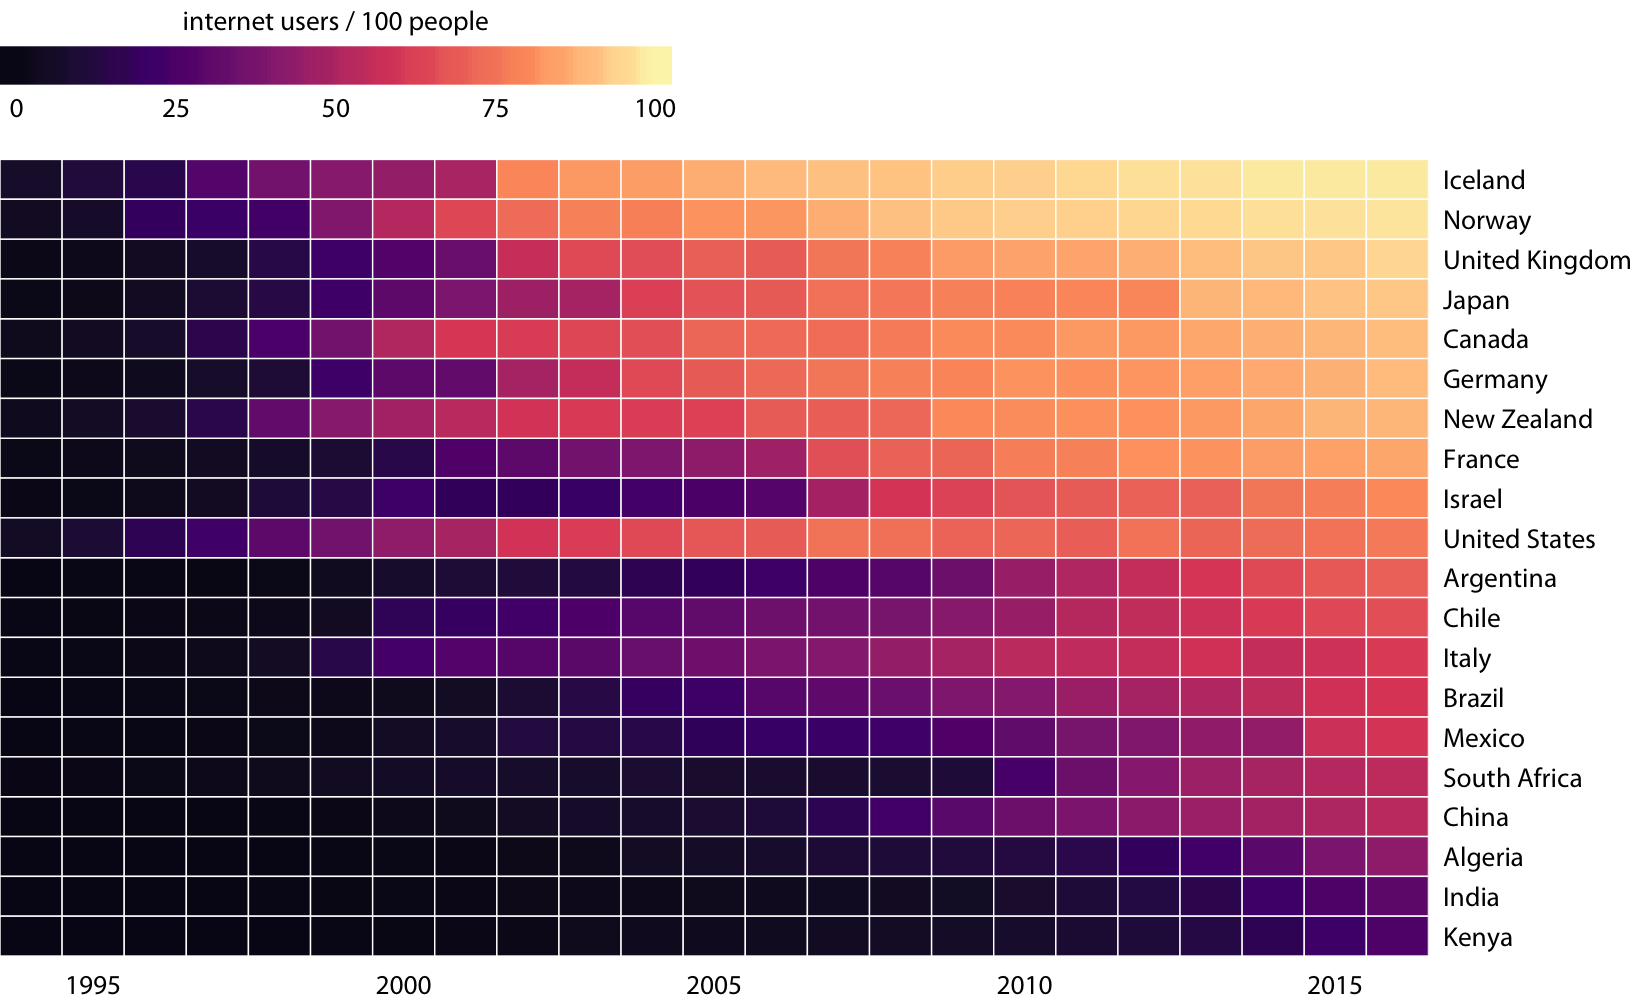 internet users / 100 people
0 25 50 75 100
Iceland
Norway
United Kingdom
Japan
Canada
Germany
New Zealand
France
Israel
United States
Argentina
Chile
Italy
Brazil
Mexico
South Africa
China
Algeria
India
Kenya
1995 2000 2005 2010 2015